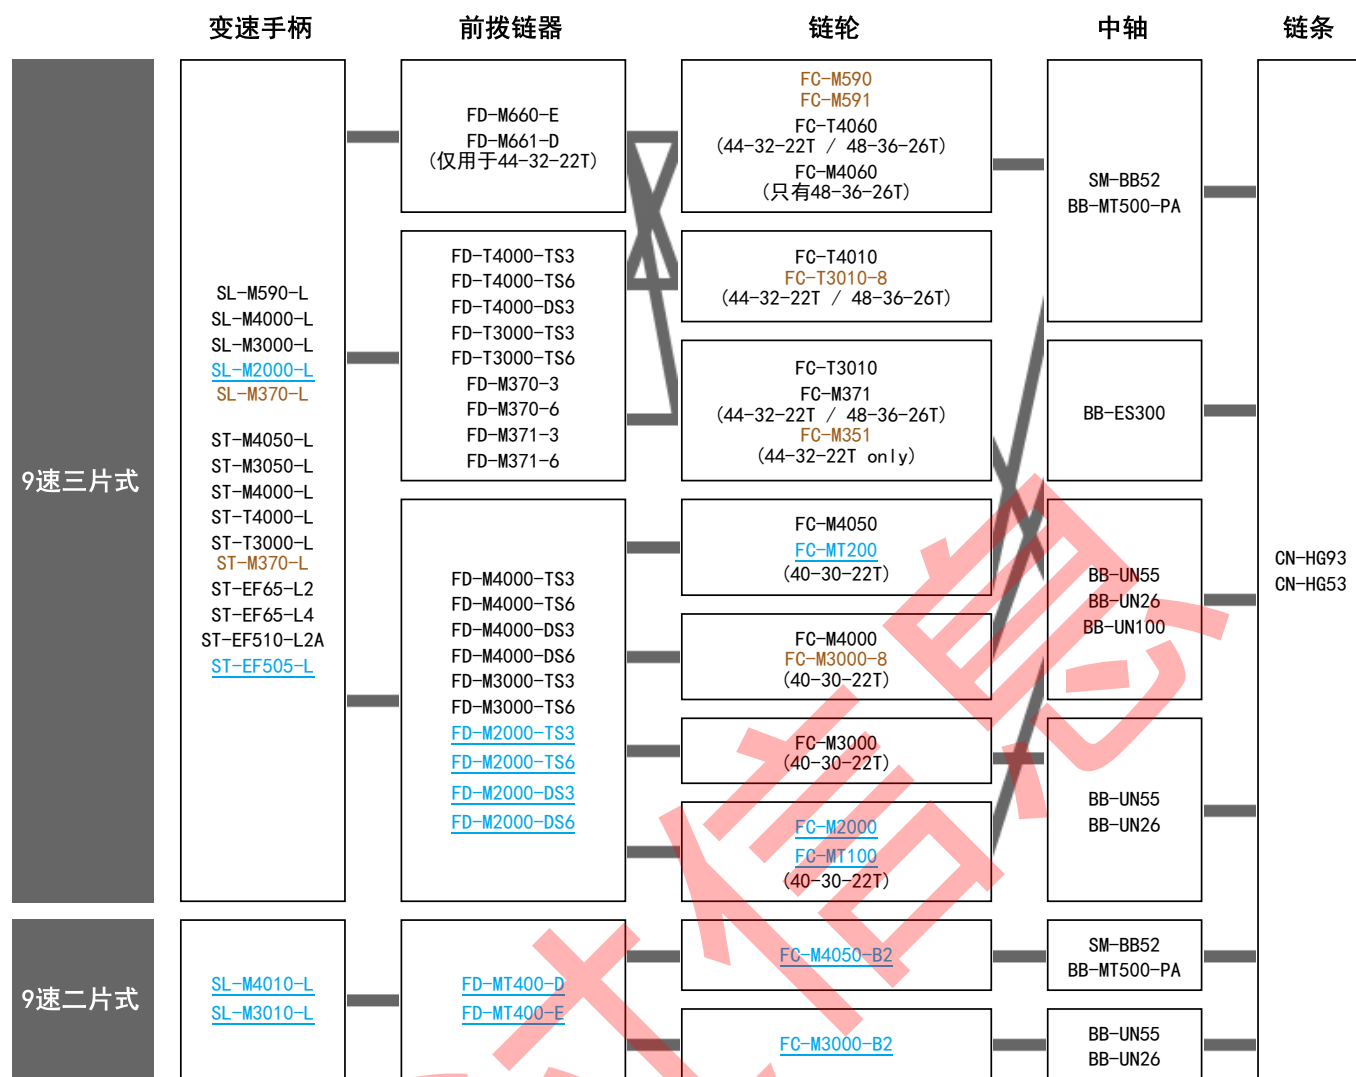 变速手柄
前拨链器
链轮
中轴
链条
9速三片式
SL-M590-L
SL-M4000-L
SL-M3000-L
SL-M2000-L
SL-M370-L
ST-M4050-L
ST-M3050-L
ST-M4000-L
ST-T4000-L
ST-T3000-L
ST-M370-L
ST-EF65-L2
ST-EF65-L4
ST-EF510-L2A
ST-EF505-L
FD-M660-E
FD-M661-D
(仅用于44-32-22T)
FD-T4000-TS3
FD-T4000-TS6
FD-T4000-DS3
FD-T3000-TS3
FD-T3000-TS6
FD-M370-3
FD-M370-6
FD-M371-3
FD-M371-6
FD-M4000-TS3
FD-M4000-TS6
FD-M4000-DS3
FD-M4000-DS6
FD-M3000-TS3
FD-M3000-TS6
FD-M2000-TS3
FD-M2000-TS6
FD-M2000-DS3
FD-M2000-DS6
FC-M590
FC-M591
FC-T4060
(44-32-22T / 48-36-26T)
FC-M4060
(只有48-36-26T)
FC-T4010
FC-T3010-8
(44-32-22T / 48-36-26T)
FC-T3010
FC-M371
(44-32-22T / 48-36-26T)
FC-M351
(44-32-22T only)
FC-M4050
FC-MT200
(40-30-22T)
FC-M4000
FC-M3000-8
(40-30-22T)
FC-M3000
(40-30-22T)
FC-M2000
FC-MT100
(40-30-22T)
SM-BB52
BB-MT500-PA
BB-ES300
BB-UN55
BB-UN26
BB-UN100
BB-UN55
BB-UN26
CN-HG93
CN-HG53
9速二片式
SL-M4010-L
SL-M3010-L
FD-MT400-D
FD-MT400-E
FC-M4050-B2
FC-M3000-B2
SM-BB52
BB-MT500-PA
BB-UN55
BB-UN26
信息